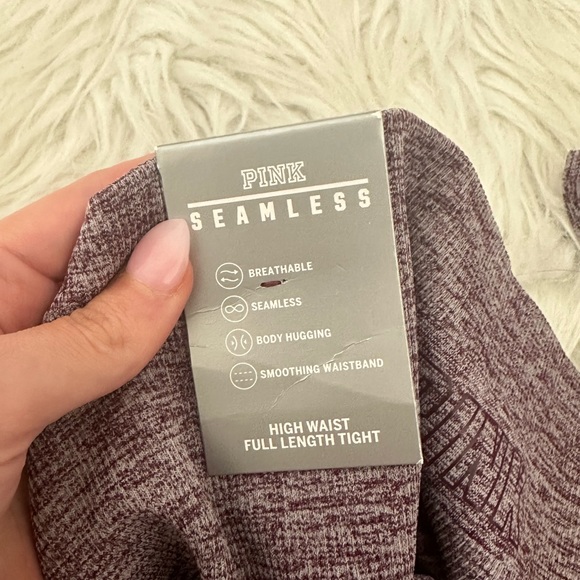 PINK
SEAMLESS
BREATHABLE
SEAMLESS
BODY HUGGING
SMOOTHING WAISTBAND
HIGH WAIST
FULL LENGTH TIGHT